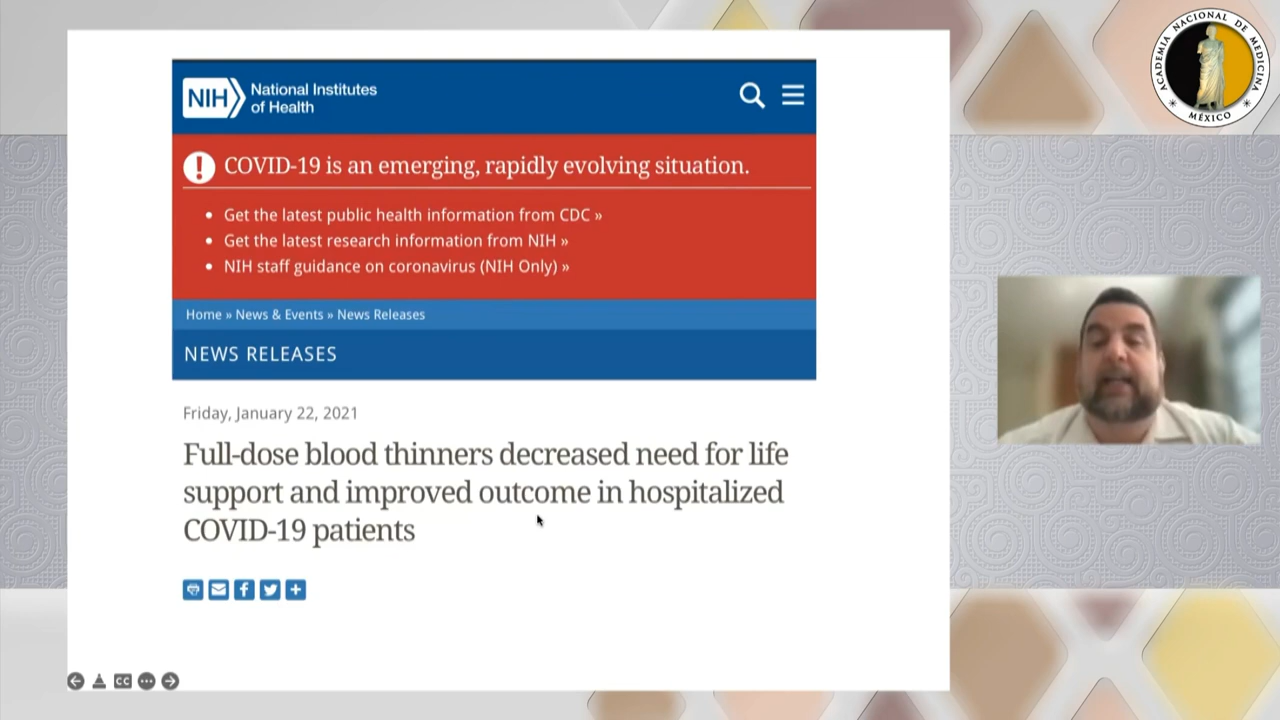 NIH
National Institutes
of Health
COVID-19 is an emerging, rapidly evolving situation.
• Get the latest public health information from CDC »
• Get the latest research information from NIH »
• NIH staff guidance on coronavirus (NIH Only) »
Home » News & Events » News Releases
NEWS RELEASES
Friday, January 22, 2021
Full-dose blood thinners decreased need for life
support and improved outcome in hospitalized
COVID-19 patients
CC
ACADEMIA NACIONAL DE MEDICINA
MÉXICO